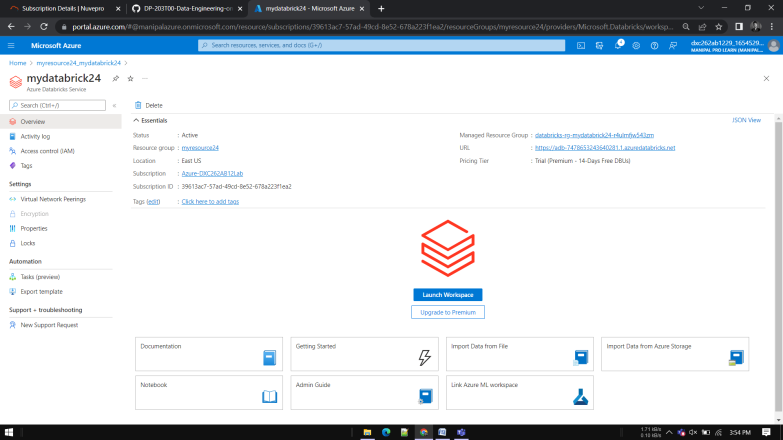 Subscription Details | Nuvepro
DP-203T00-Data-Engineering-on
mydatabrick24 - Microsoft Azure
portal.azure.com/#@manipalazure.onmicrosoft.com/resource/subscriptions/39613ac7-57ad-49cd-8e52-678a223f1ea2/resourceGroups/myresource24/providers/Microsoft.Databricks/worksp...
Microsoft Azure
Search resources, services, and docs (G+/)
4
dxc262ab1229_1654529...
MANIPAL PRO LEARN (MANIPAL...
Home > myresource24_mydatabrick24 >
mydatabrick24
Azure Databricks Service
Search (Ctrl+/)
Overview
Activity log
Access control (IAM)
Tags
Settings
Virtual Network Peerings
Encryption
Properties
Locks
Automation
Tasks (preview)
Export template
Support + troubleshooting
New Support Request
Delete
Essentials
JSON View
Status : Active
Resource group : myresource24
Location : East US
Subscription : Azure-DXC262AB12Lab
Subscription ID : 39613ac7-57ad-49cd-8e52-678a223f1ea2
Tags (edit) : Click here to add tags
Managed Resource Group : databricks-rg-mydatabrick24-r4ulmfjw543zm
URL : https://adb-7478653243640281.1.azuredatabricks.net
Pricing Tier : Trial (Premium - 14-Days Free DBUs)
Launch Workspace
Upgrade to Premium
Documentation
Getting Started
Import Data from File
Import Data from Azure Storage
Notebook
Admin Guide
Link Azure ML workspace
1.71 kB/s
0.16 kB/s
3:54 PM